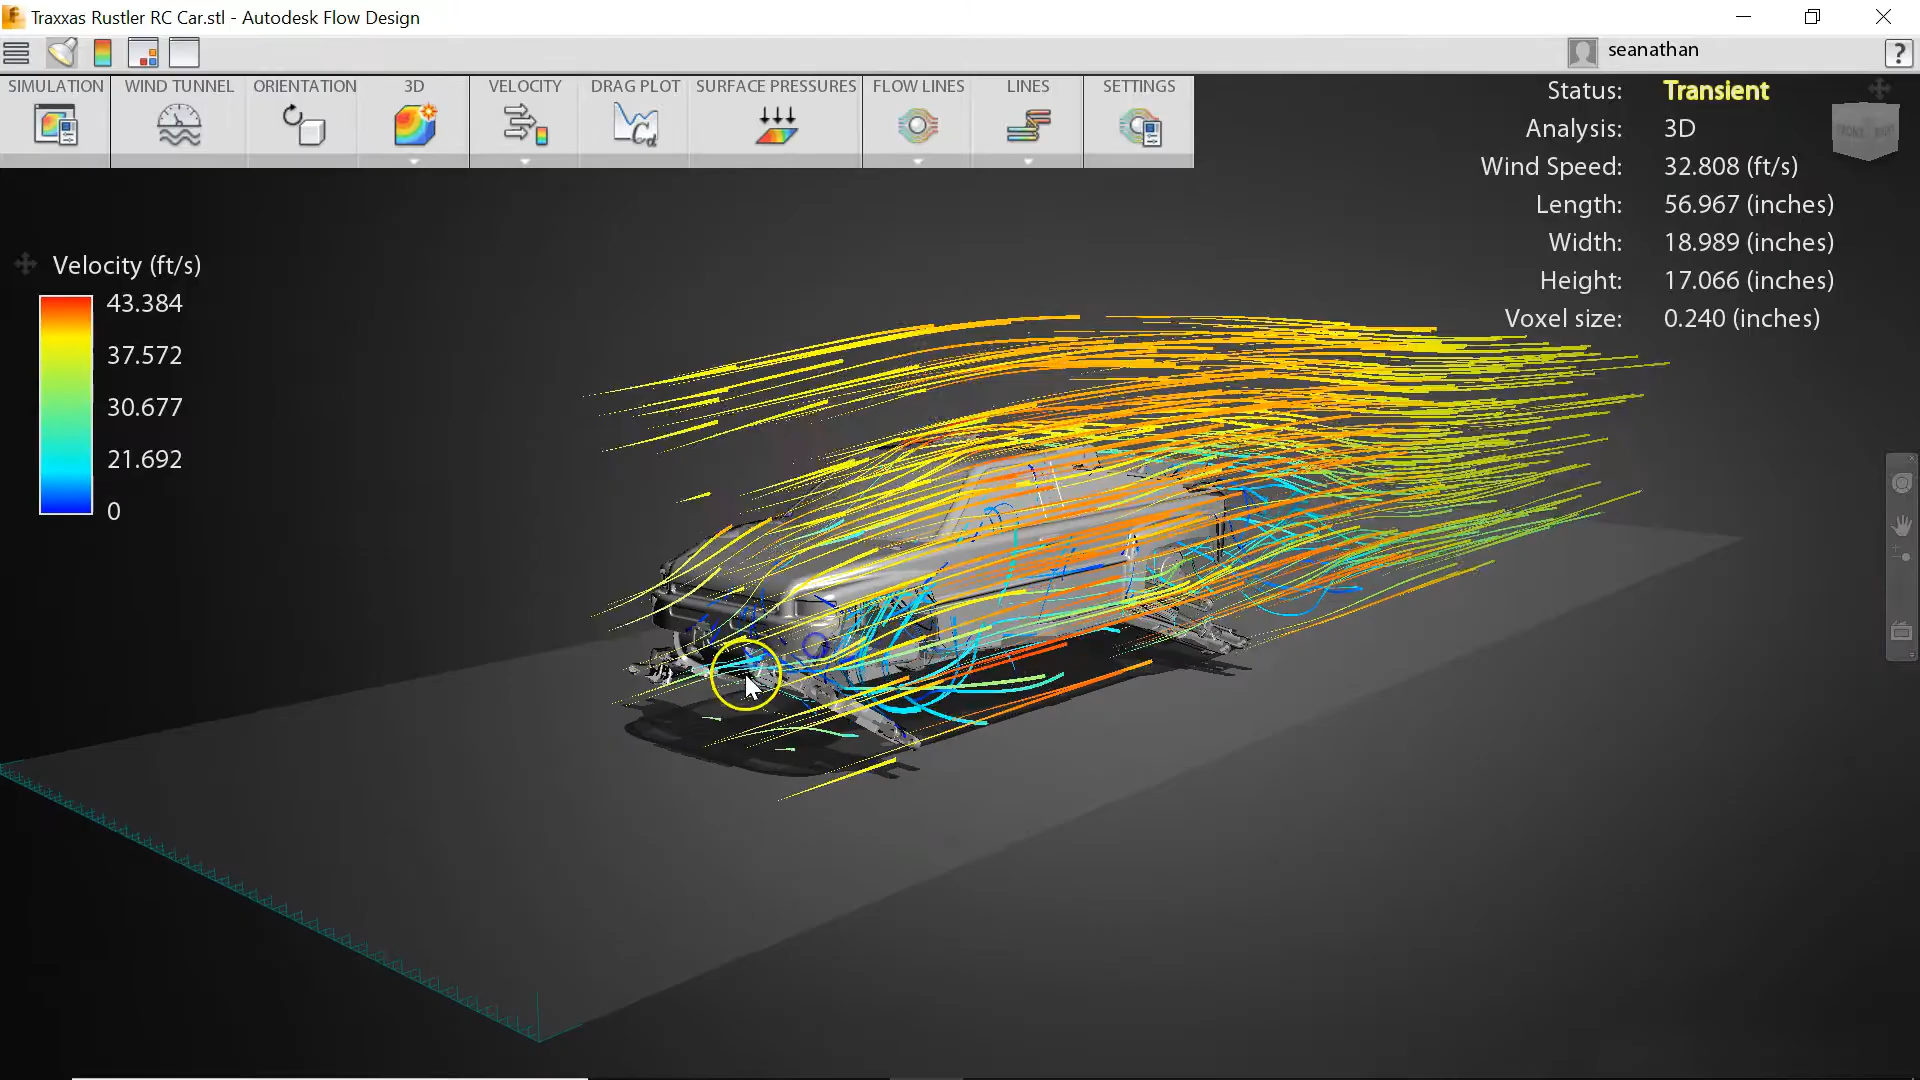 Traxxas Rustler RC Car.stl - Autodesk Flow Design
seanathan
?
SIMULATION
WIND TUNNEL
ORIENTATION
3D
VELOCITY
DRAG PLOT
SURFACE PRESSURES
FLOW LINES
LINES
SETTINGS
Cd
Status: Transient
Analysis: 3D
Wind Speed: 32.808 (ft/s)
Length: 56.967 (inches)
Width: 18.989 (inches)
Height: 17.066 (inches)
Voxel size: 0.240 (inches)
FRONT
Velocity (ft/s)
43.384
37.572
30.677
21.692
0